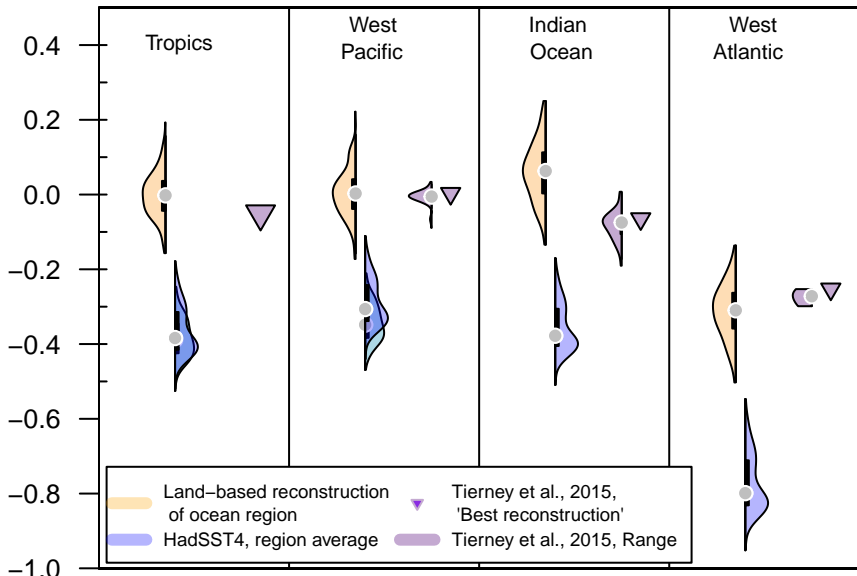 0.4
0.2
0.0
−0.2
−0.4
−0.6
−0.8
−1.0
Tropics
West
Pacific
Indian
Ocean
West
Atlantic
Land−based reconstruction
of ocean region
HadSST4, region average
Tierney et al., 2015,
'Best reconstruction'
Tierney et al., 2015, Range